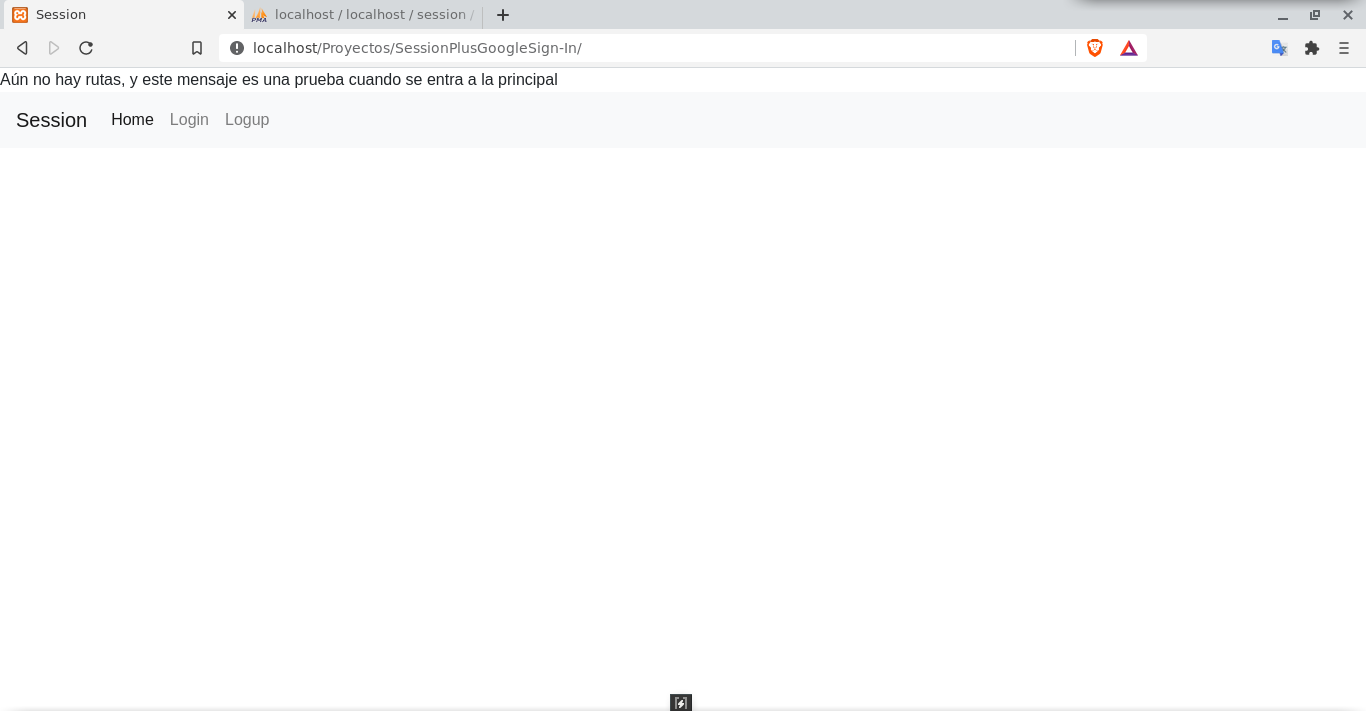 Session
localhost / localhost / session /
localhost/Proyectos/SessionPlusGoogleSign-In/
Aún no hay rutas, y este mensaje es una prueba cuando se entra a la principal
Session Home Login Logup